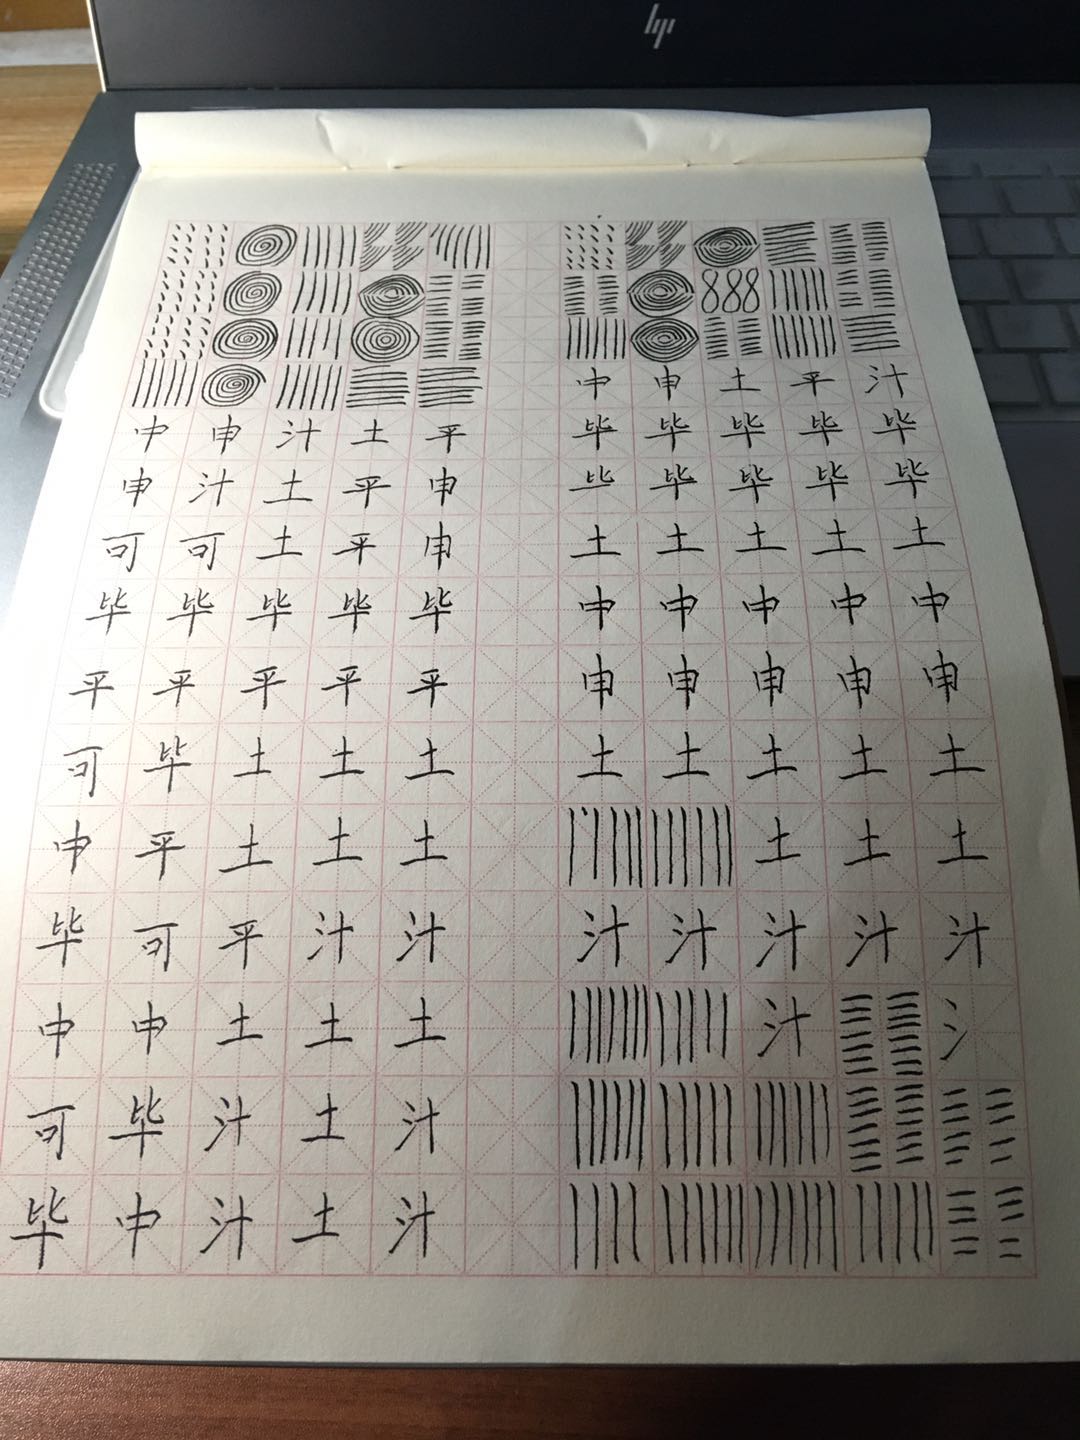 hp
888
中 申 土 平 汁
中 申 汁 土 平 毕 毕 毕 毕 毕
申 汁 土 平 申 毕 毕 毕 毕
可 可 土 平 申 土 土 土 土 土
毕 毕 毕 毕 毕 中 中 中 中 中
平 平 平 平 平 申 申 申 申 申
可 毕 土 土 土 土 土 土 土 土
申 平 土 土 土 土 土 土
毕 可 平 汁 汁 汁 汁 汁 汁 汁
中 申 土 土 土 汁 氵
可 毕 汁 土 汁
毕 中 汁 土 汁